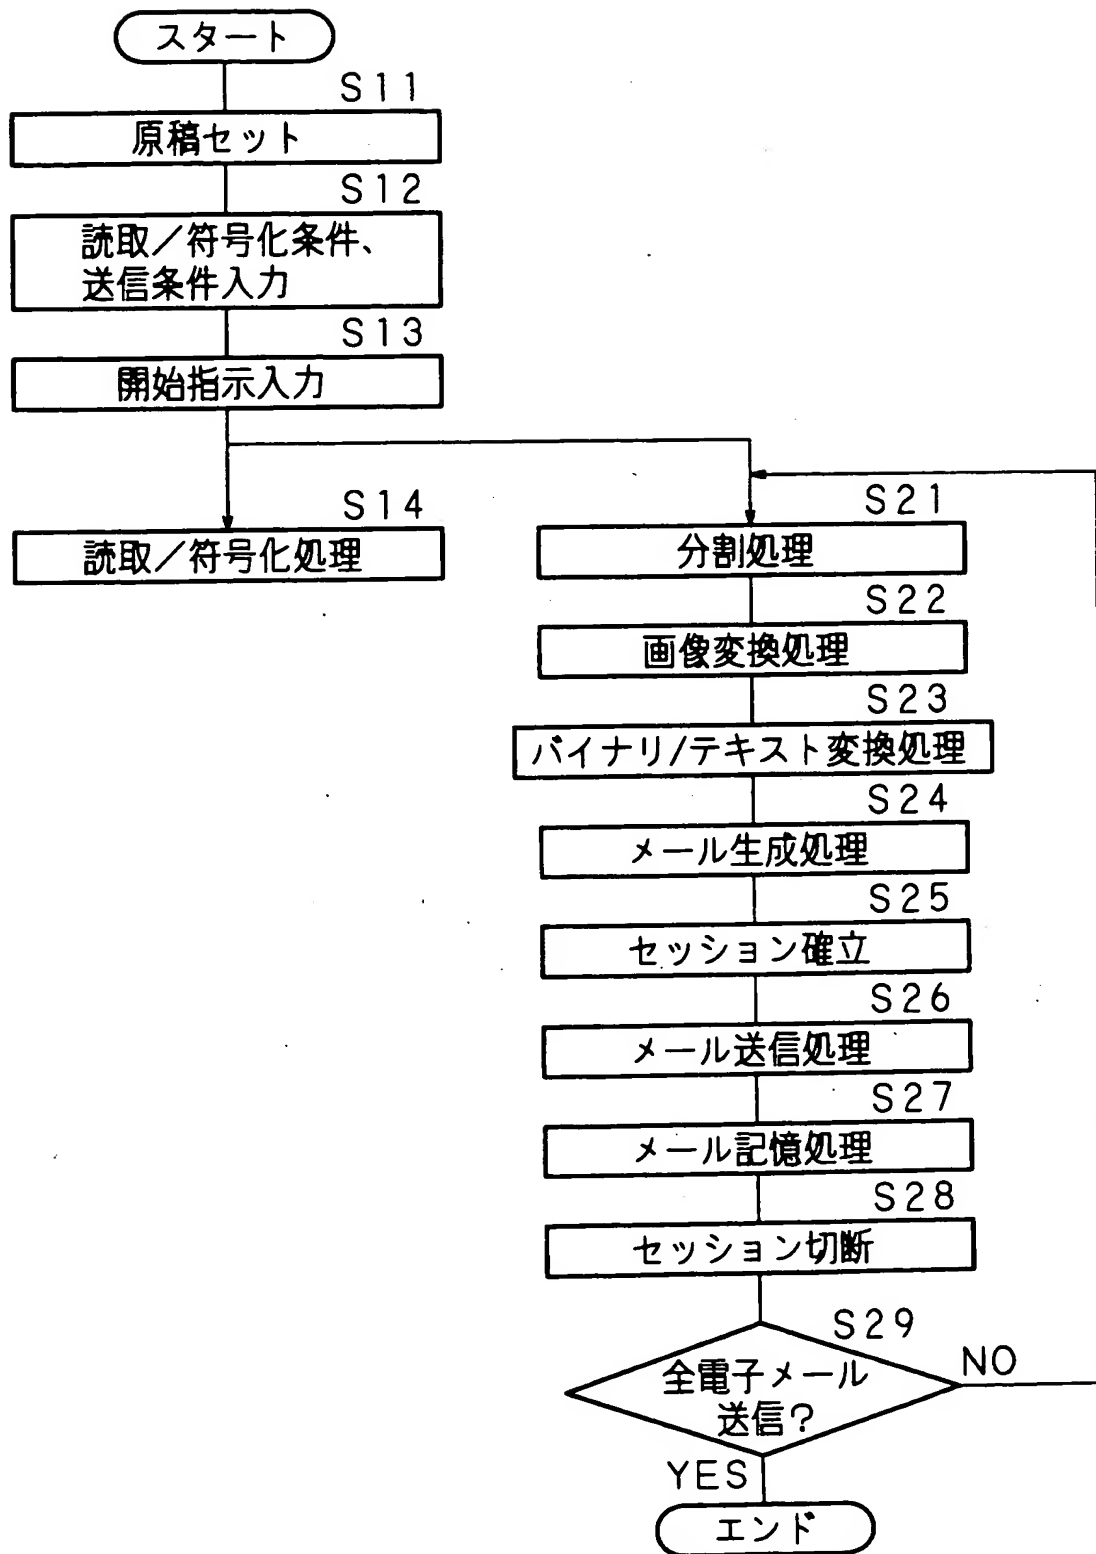 スタート
S11
原稿セット
S12
読取／符号化条件、
送信条件入力
S13
開始指示入力
S14
読取／符号化処理
S21
分割処理
S22
画像変換処理
S23
バイナリ/テキスト変換処理
S24
メール生成処理
S25
セッション確立
S26
メール送信処理
S27
メール記憶処理
S28
セッション切断
S29
全電子メール
送信?
NO
YES
エンド